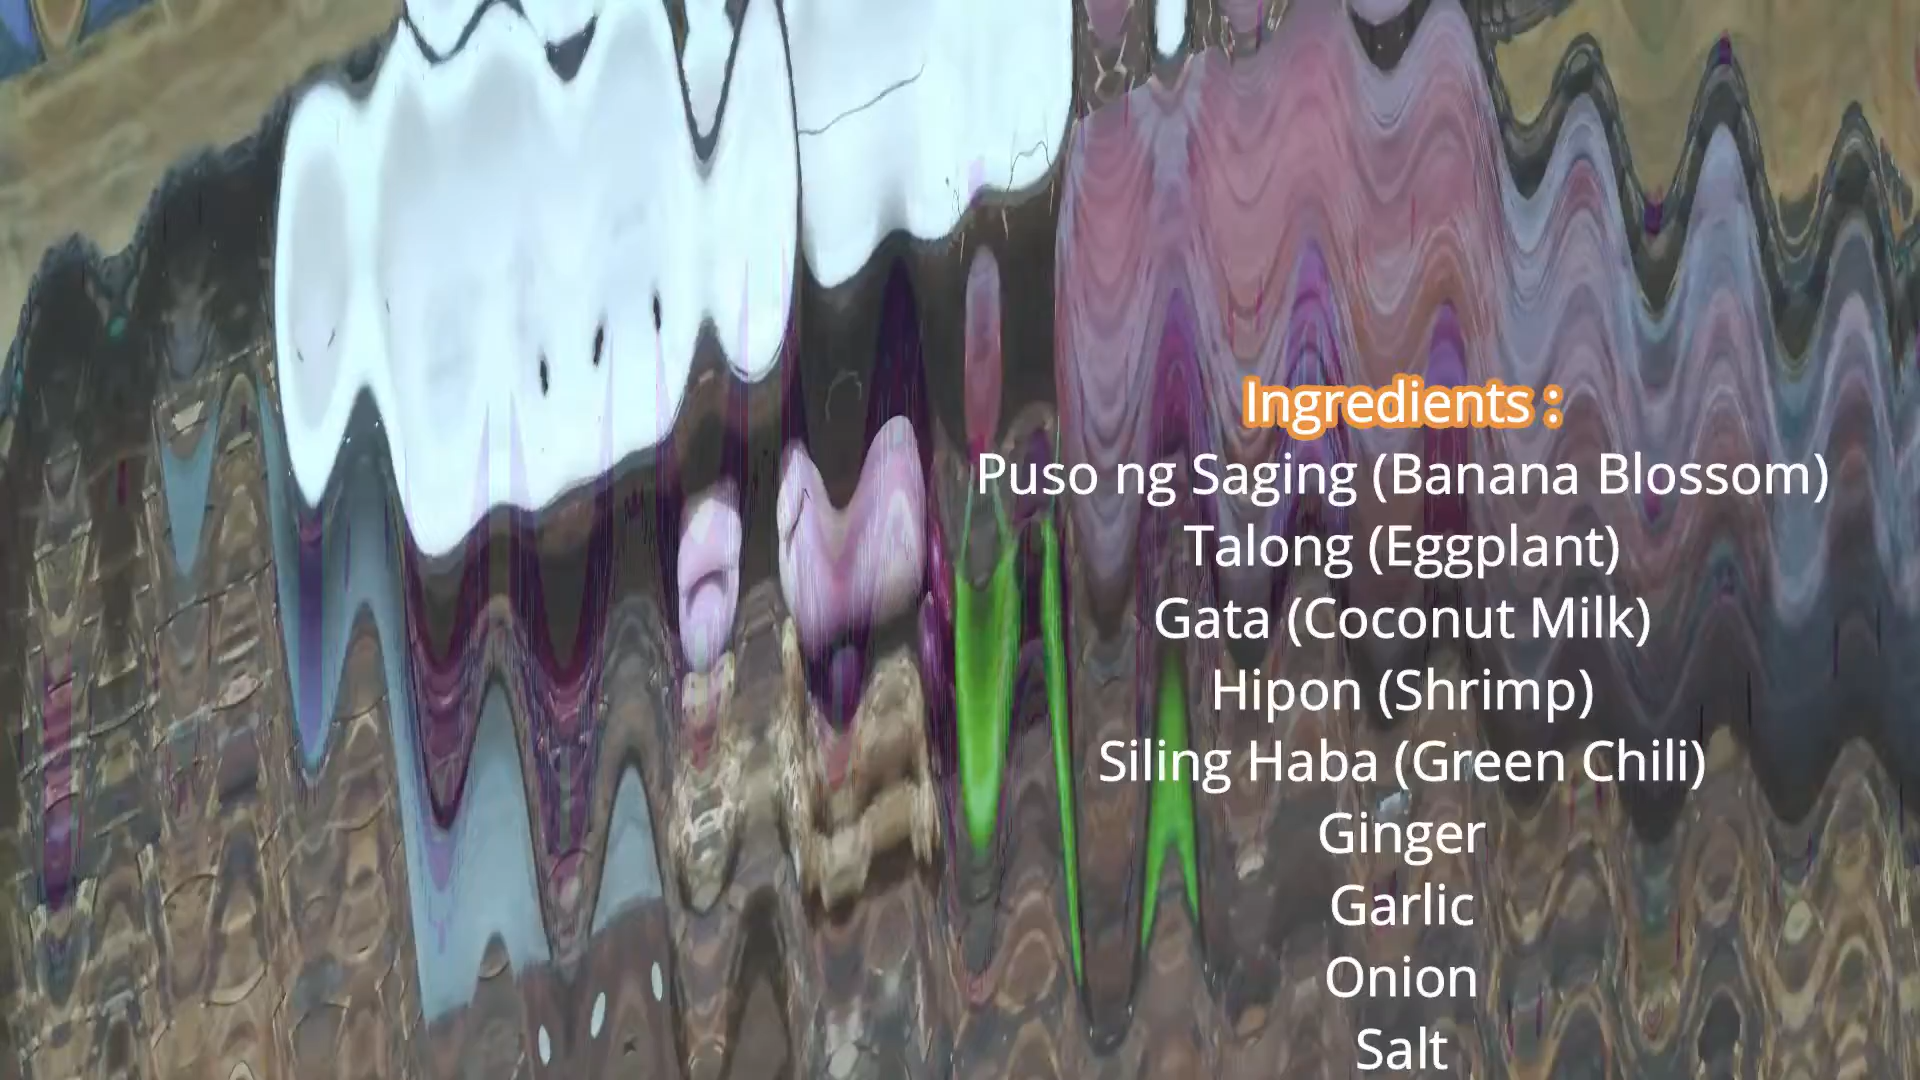 Ingredients :
Puso ng Saging (Banana Blossom)
Talong (Eggplant)
Gata (Coconut Milk)
Hipon (Shrimp)
Siling Haba (Green Chili)
Ginger
Garlic
Onion
Salt